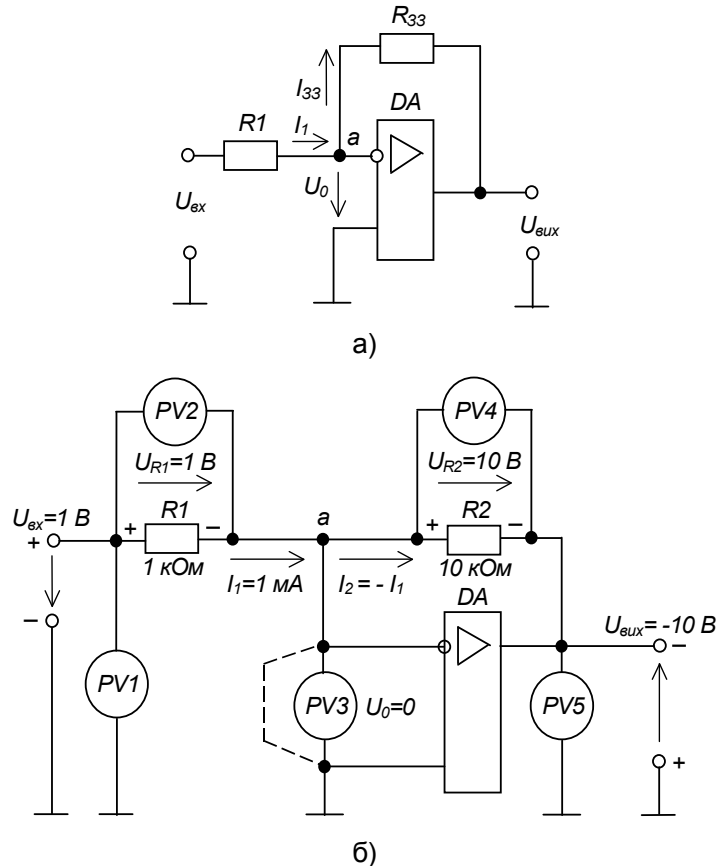 R33
I33
DA
R1
I1
a
U0
Uвх
Uвих
а)
PV2
PV4
UR1=1 В
UR2=10 В
Uвх=1 В
+ R1 −
a
+ R2 −
+
1 кОм
I1=1 мА
I2 = - I1
10 кОм
DA
−
Uвих= -10 В
−
PV1
PV3
U0=0
PV5
+
б)